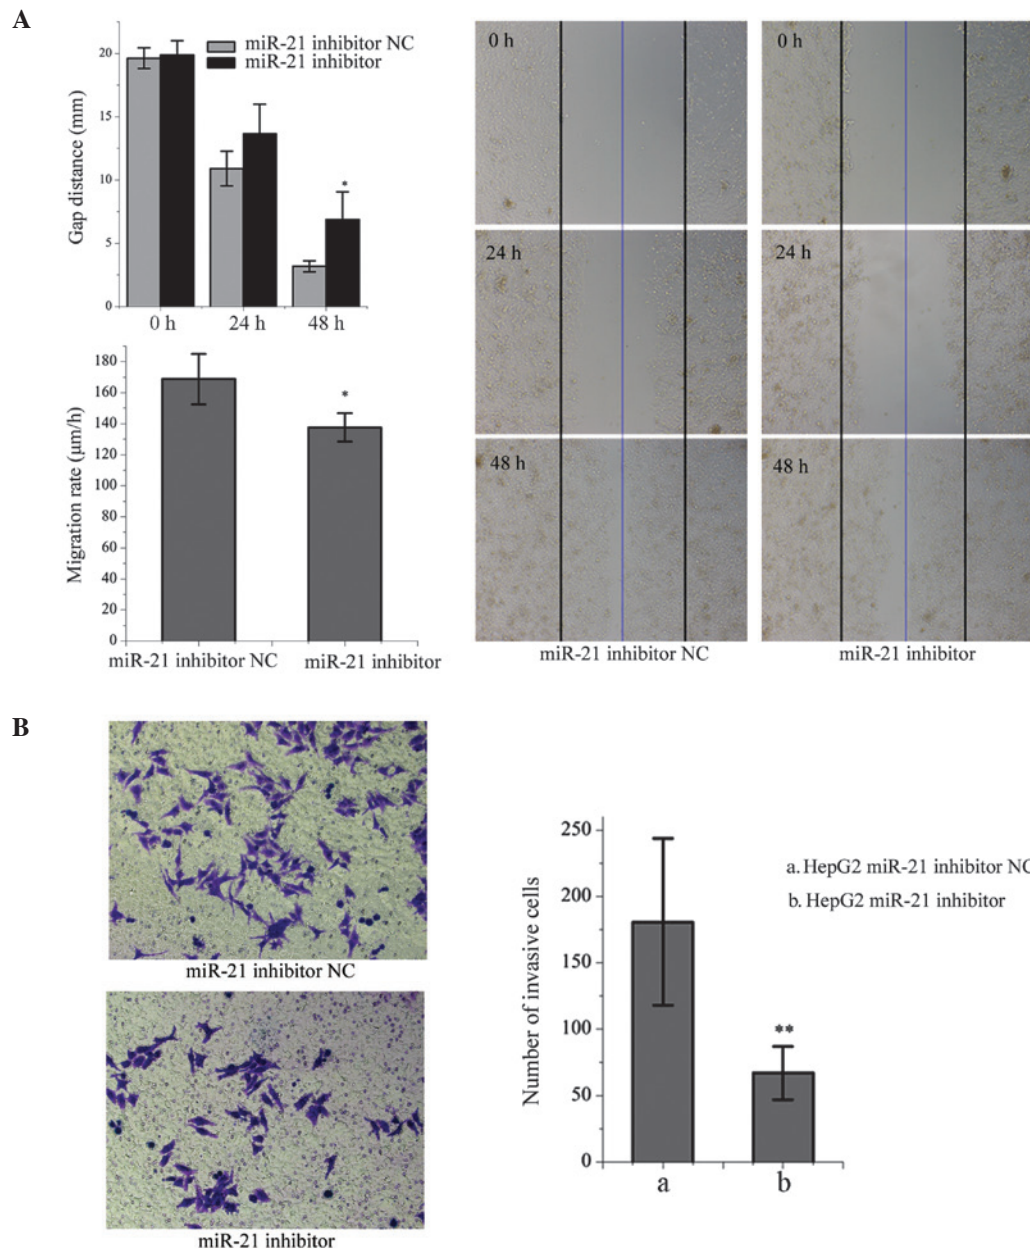 A
miR-21 inhibitor NC
miR-21 inhibitor
Gap distance (mm)
20
15
10
5
0
*
0 h
24 h
48 h
Migration rate (µm/h)
180
160
140
120
100
80
60
40
20
0
*
miR-21 inhibitor NC
miR-21 inhibitor
0 h
0 h
24 h
24 h
48 h
48 h
miR-21 inhibitor NC
miR-21 inhibitor
B
miR-21 inhibitor NC
miR-21 inhibitor
Number of invasive cells
250
200
150
100
50
0
**
a
b
a. HepG2 miR-21 inhibitor NC
b. HepG2 miR-21 inhibitor